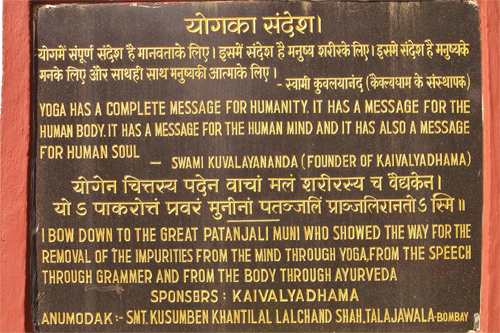 योगका संदेश।
योगमें संपूर्ण संदेश है मानवताके लिए। इसमें संदेश है मनुष्य शरीरके लिए। इसमें संदेश है मनुष्यके
मनके लिए और साथही साथ मनुष्यकी आत्माके लिए।
- स्वामी कुवलयानंद (कैवल्यधाम के संस्थापक)
YOGA HAS A COMPLETE MESSAGE FOR HUMANITY. IT HAS A MESSAGE FOR THE
HUMAN BODY. IT HAS A MESSAGE FOR THE HUMAN MIND AND IT HAS ALSO A MESSAGE
FOR HUMAN SOUL — SWAMI KUVALAYANANDA (FOUNDER OF KAIVALYADHAMA)
योगेन चित्तस्य पदेन वाचां मलं शरीरस्य च वैद्यकेन।
यो ऽ पाकरोत्तं प्रवरं मुनीनां पतञ्जलिं प्राञ्जलिरानतोऽ स्मि॥
I BOW DOWN TO THE GREAT PATANJALI MUNI WHO SHOWED THE WAY FOR THE
REMOVAL OF THE IMPURITIES FROM THE MIND THROUGH YOGA, FROM THE SPEECH
THROUGH GRAMMER AND FROM THE BODY THROUGH AYURVEDA
SPONSORS : KAIVALYADHAMA
ANUMODAK :- SMT. KUSUMBEN KHANTILAL LALCHAND SHAH, TALAJAWALA-BOMBAY